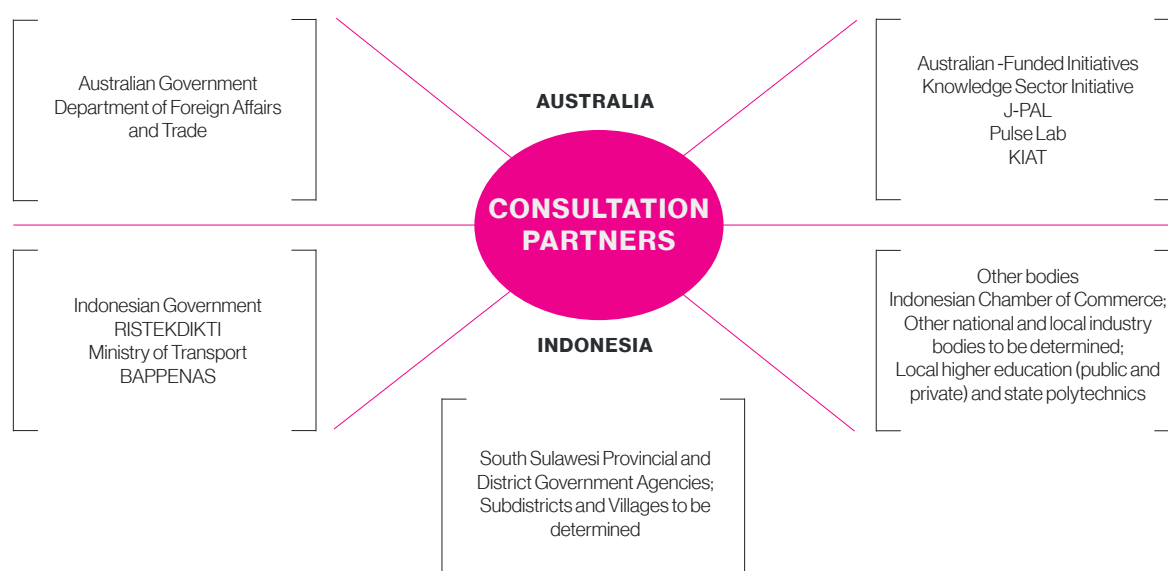 Australian Government
Department of Foreign Affairs
and Trade
AUSTRALIA
Australian -Funded Initiatives
Knowledge Sector Initiative
J-PAL
Pulse Lab
KIAT
CONSULTATION
PARTNERS
Indonesian Government
RISTEKDIKTI
Ministry of Transport
BAPPENAS
INDONESIA
Other bodies
Indonesian Chamber of Commerce;
Other national and local industry
bodies to be determined;
Local higher education (public and
private) and state polytechnics
South Sulawesi Provincial and
District Government Agencies;
Subdistricts and Villages to be
determined